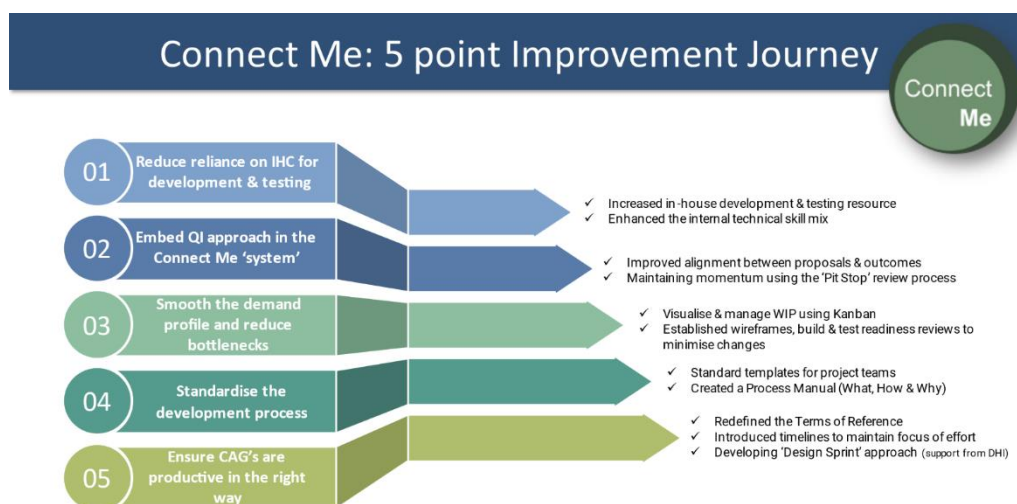 Connect Me: 5 point Improvement Journey
Connect
Me
01
Reduce reliance on IHC for
development & testing
✓ Increased in-house development & testing resource
✓ Enhanced the internal technical skill mix
02
Embed QI approach in the
Connect Me ‘system’
✓ Improved alignment between proposals & outcomes
✓ Maintaining momentum using the ‘Pit Stop’ review process
03
Smooth the demand
profile and reduce
bottlenecks
✓ Visualise & manage WIP using Kanban
✓ Established wireframes, build & test readiness reviews to
minimise changes
04
Standardise the
development process
✓ Standard templates for project teams
✓ Created a Process Manual (What, How & Why)
05
Ensure CAG’s are
productive in the right
way
✓ Redefined the Terms of Reference
✓ Introduced timelines to maintain focus of effort
✓ Developing ‘Design Sprint’ approach (support from DHI)